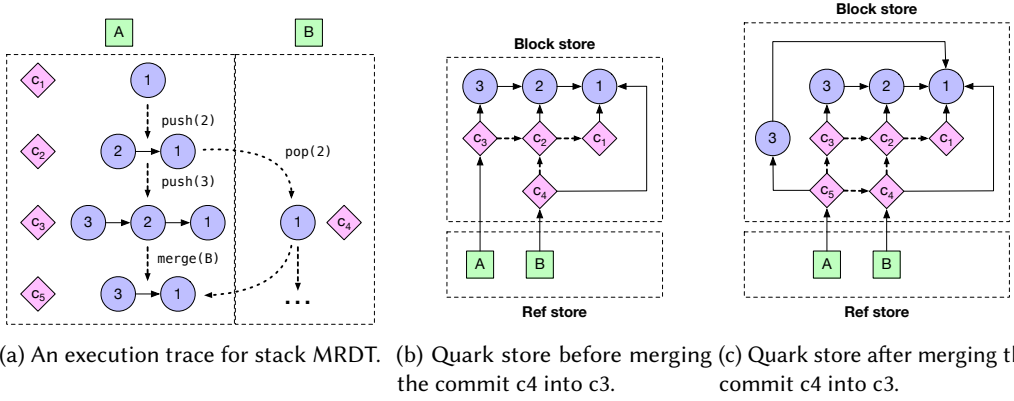 A
B
c1
1
push(2)
c2
2
1
pop(2)
push(3)
c3
3
2
1
1
c4
merge(B)
c5
3
1
...
(a) An execution trace for stack MRDT.
Block store
3
2
1
c3
c2
c1
c4
A
B
Ref store
(b) Quark store before merging
the commit c4 into c3.
Block store
3
2
1
3
c3
c2
c1
c5
c4
A
B
Ref store
(c) Quark store after merging th
commit c4 into c3.